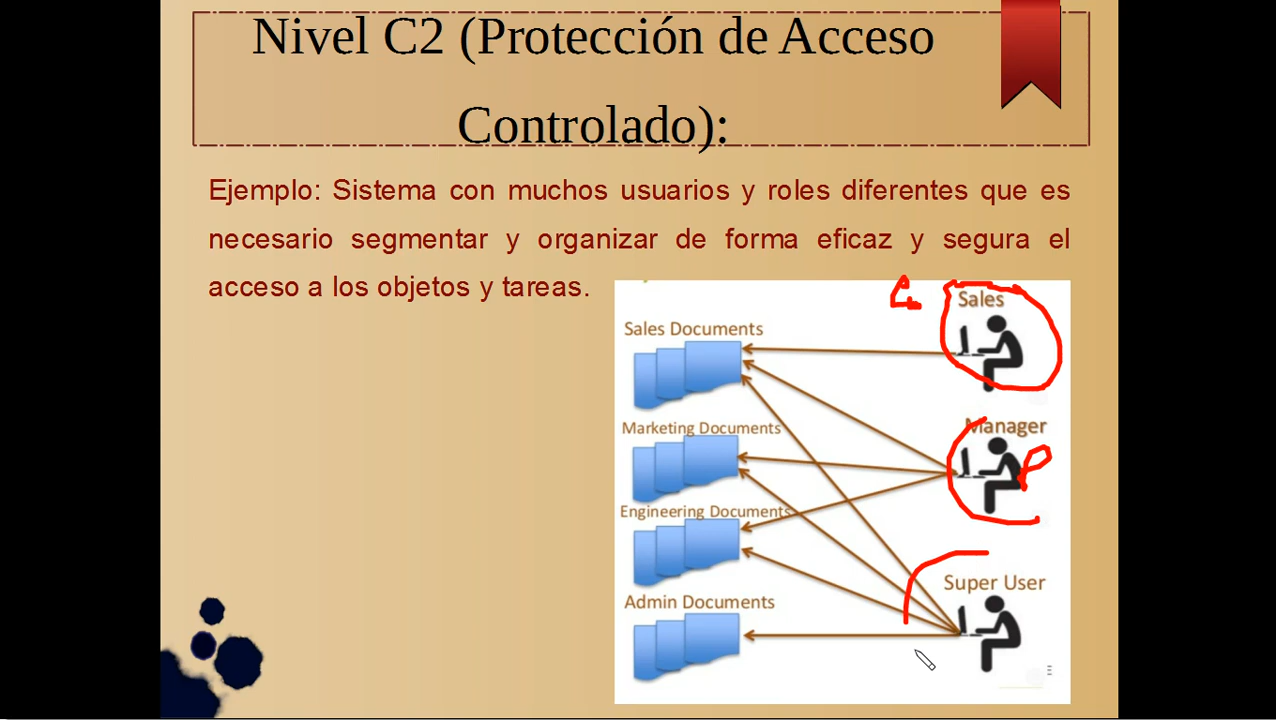 Nivel C2 (Protección de Acceso
Controlado):
Ejemplo: Sistema con muchos usuarios y roles diferentes que es
necesario segmentar y organizar de forma eficaz y segura el
acceso a los objetos y tareas.
Sales
Sales Documents
Manager
Marketing Documents
Engineering Documents
Super User
Admin Documents